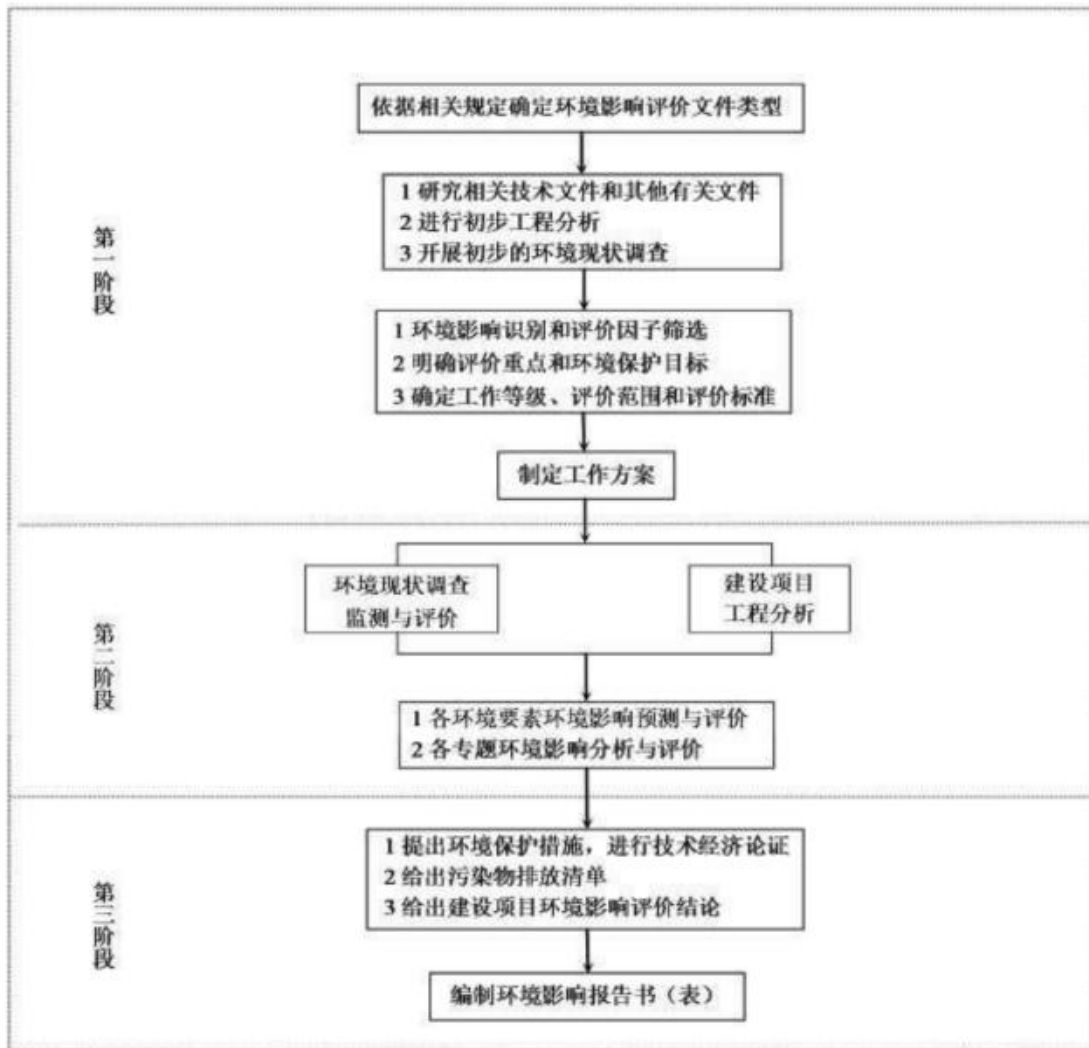 依据相关规定确定环境影响评价文件类型
1 研究相关技术文件和其他有关文件
2 进行初步工程分析
3 开展初步的环境现状调查
第一阶段
1 环境影响识别和评价因子筛选
2 明确评价重点和环境保护目标
3 确定工作等级、评价范围和评价标准
制定工作方案
环境现状调查
监测与评价
建设项目
工程分析
第二阶段
1 各环境要素环境影响预测与评价
2 各专题环境影响分析与评价
1 提出环境保护措施，进行技术经济论证
2 给出污染物排放清单
3 给出建设项目环境影响评价结论
第三阶段
编制环境影响报告书（表）